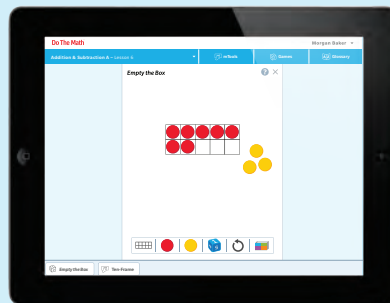 Do The Math
Morgan Baker
Addition & Subtraction A – Lesson 6
mTools
Games
Glossary
Empty the Box
?
6
Empty the Box
Ten-Frame